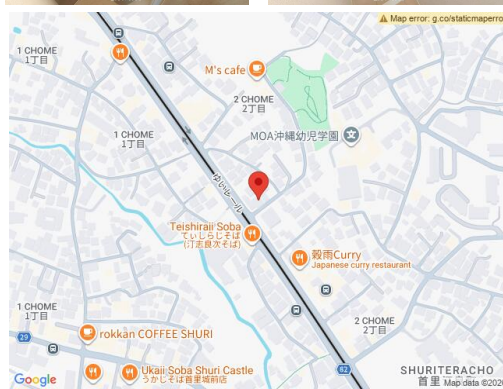 Map error: g.co/staticmaperro
1 CHOME
1丁目
M's cafe
2 CHOME
2丁目
MOA沖縄幼児学園
1 CHOME
1丁目
ゆいレール
Teishiraji Soba
てぃしらじそば
(汀志良次そば)
穀雨Curry
Japanese curry restaurant
1 CHOME
1丁目
rokkan COFFEE SHURI
29
2 CHOME
2丁目
Ukaji Soba Shuri Castle
うかじそば首里城前店
82
SHURITERACHO
首里
Google
Map data ©202